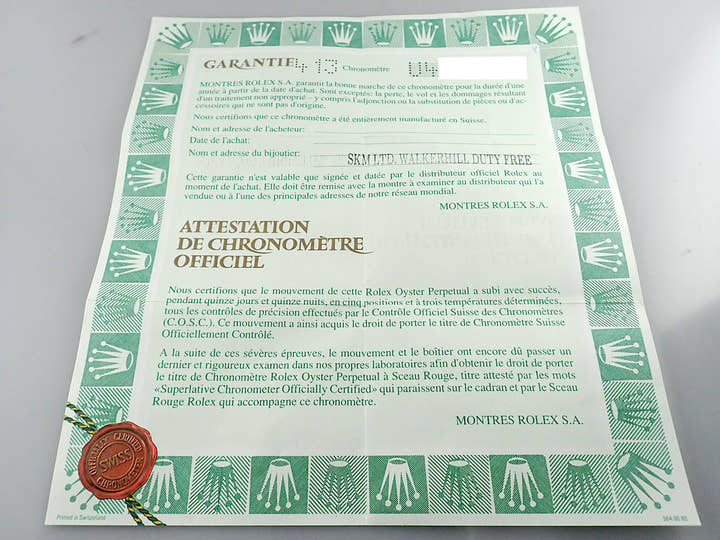 GARANTIE 413 Chronomètre U4
MONTRES ROLEX S.A. garantit la bonne marche de ce chronomètre pour la durée d'une
année à partir de la date d'achat. Sont exceptés: la perte, le vol et les dommages résultant
d'un traitement non approprié – y compris l'adjonction ou la substitution de pièces ou d'ac-
cessoires qui ne sont pas d'origine.
Nous certifions que ce chronomètre a été entièrement manufacturé en Suisse.
Nom et adresse de l'acheteur:
Date de l'achat:
Nom et adresse du bijoutier: SKM LTD. WALKERHILL DUTY FREE
Cette garantie n'est valable que signée et datée par le distributeur officiel Rolex au
moment de l'achat. Elle doit être remise avec la montre à examiner au distributeur qui l'a
vendue ou à l'une des principales adresses de notre réseau mondial.
MONTRES ROLEX S.A.
ATTESTATION
DE CHRONOMÈTRE
OFFICIEL
Nous certifions que le mouvement de cette Rolex Oyster Perpetual a subi avec succès,
pendant quinze jours et quinze nuits, en cinq positions et à trois températures déterminées,
tous les contrôles de précision effectués par le Contrôle Officiel Suisse des Chronomètres
(C.O.S.C.). Ce mouvement a ainsi acquis le droit de porter le titre de Chronomètre Suisse
Officiellement Contrôlé.
A la suite de ces sévères épreuves, le mouvement et le boîtier ont encore dû passer un
dernier et rigoureux examen dans nos propres laboratoires afin d'obtenir le droit de porter
le titre de Chronomètre Rolex Oyster Perpetual à Sceau Rouge, titre attesté par les mots
«Superlative Chronometer Officially Certified» qui paraissent sur le cadran et par le Sceau
Rouge Rolex qui accompagne ce chronomètre.
MONTRES ROLEX S.A.
OFFICIALLY CERTIFIED
SWISS
CHRONOMETER
Printed in Switzerland
564.00.85